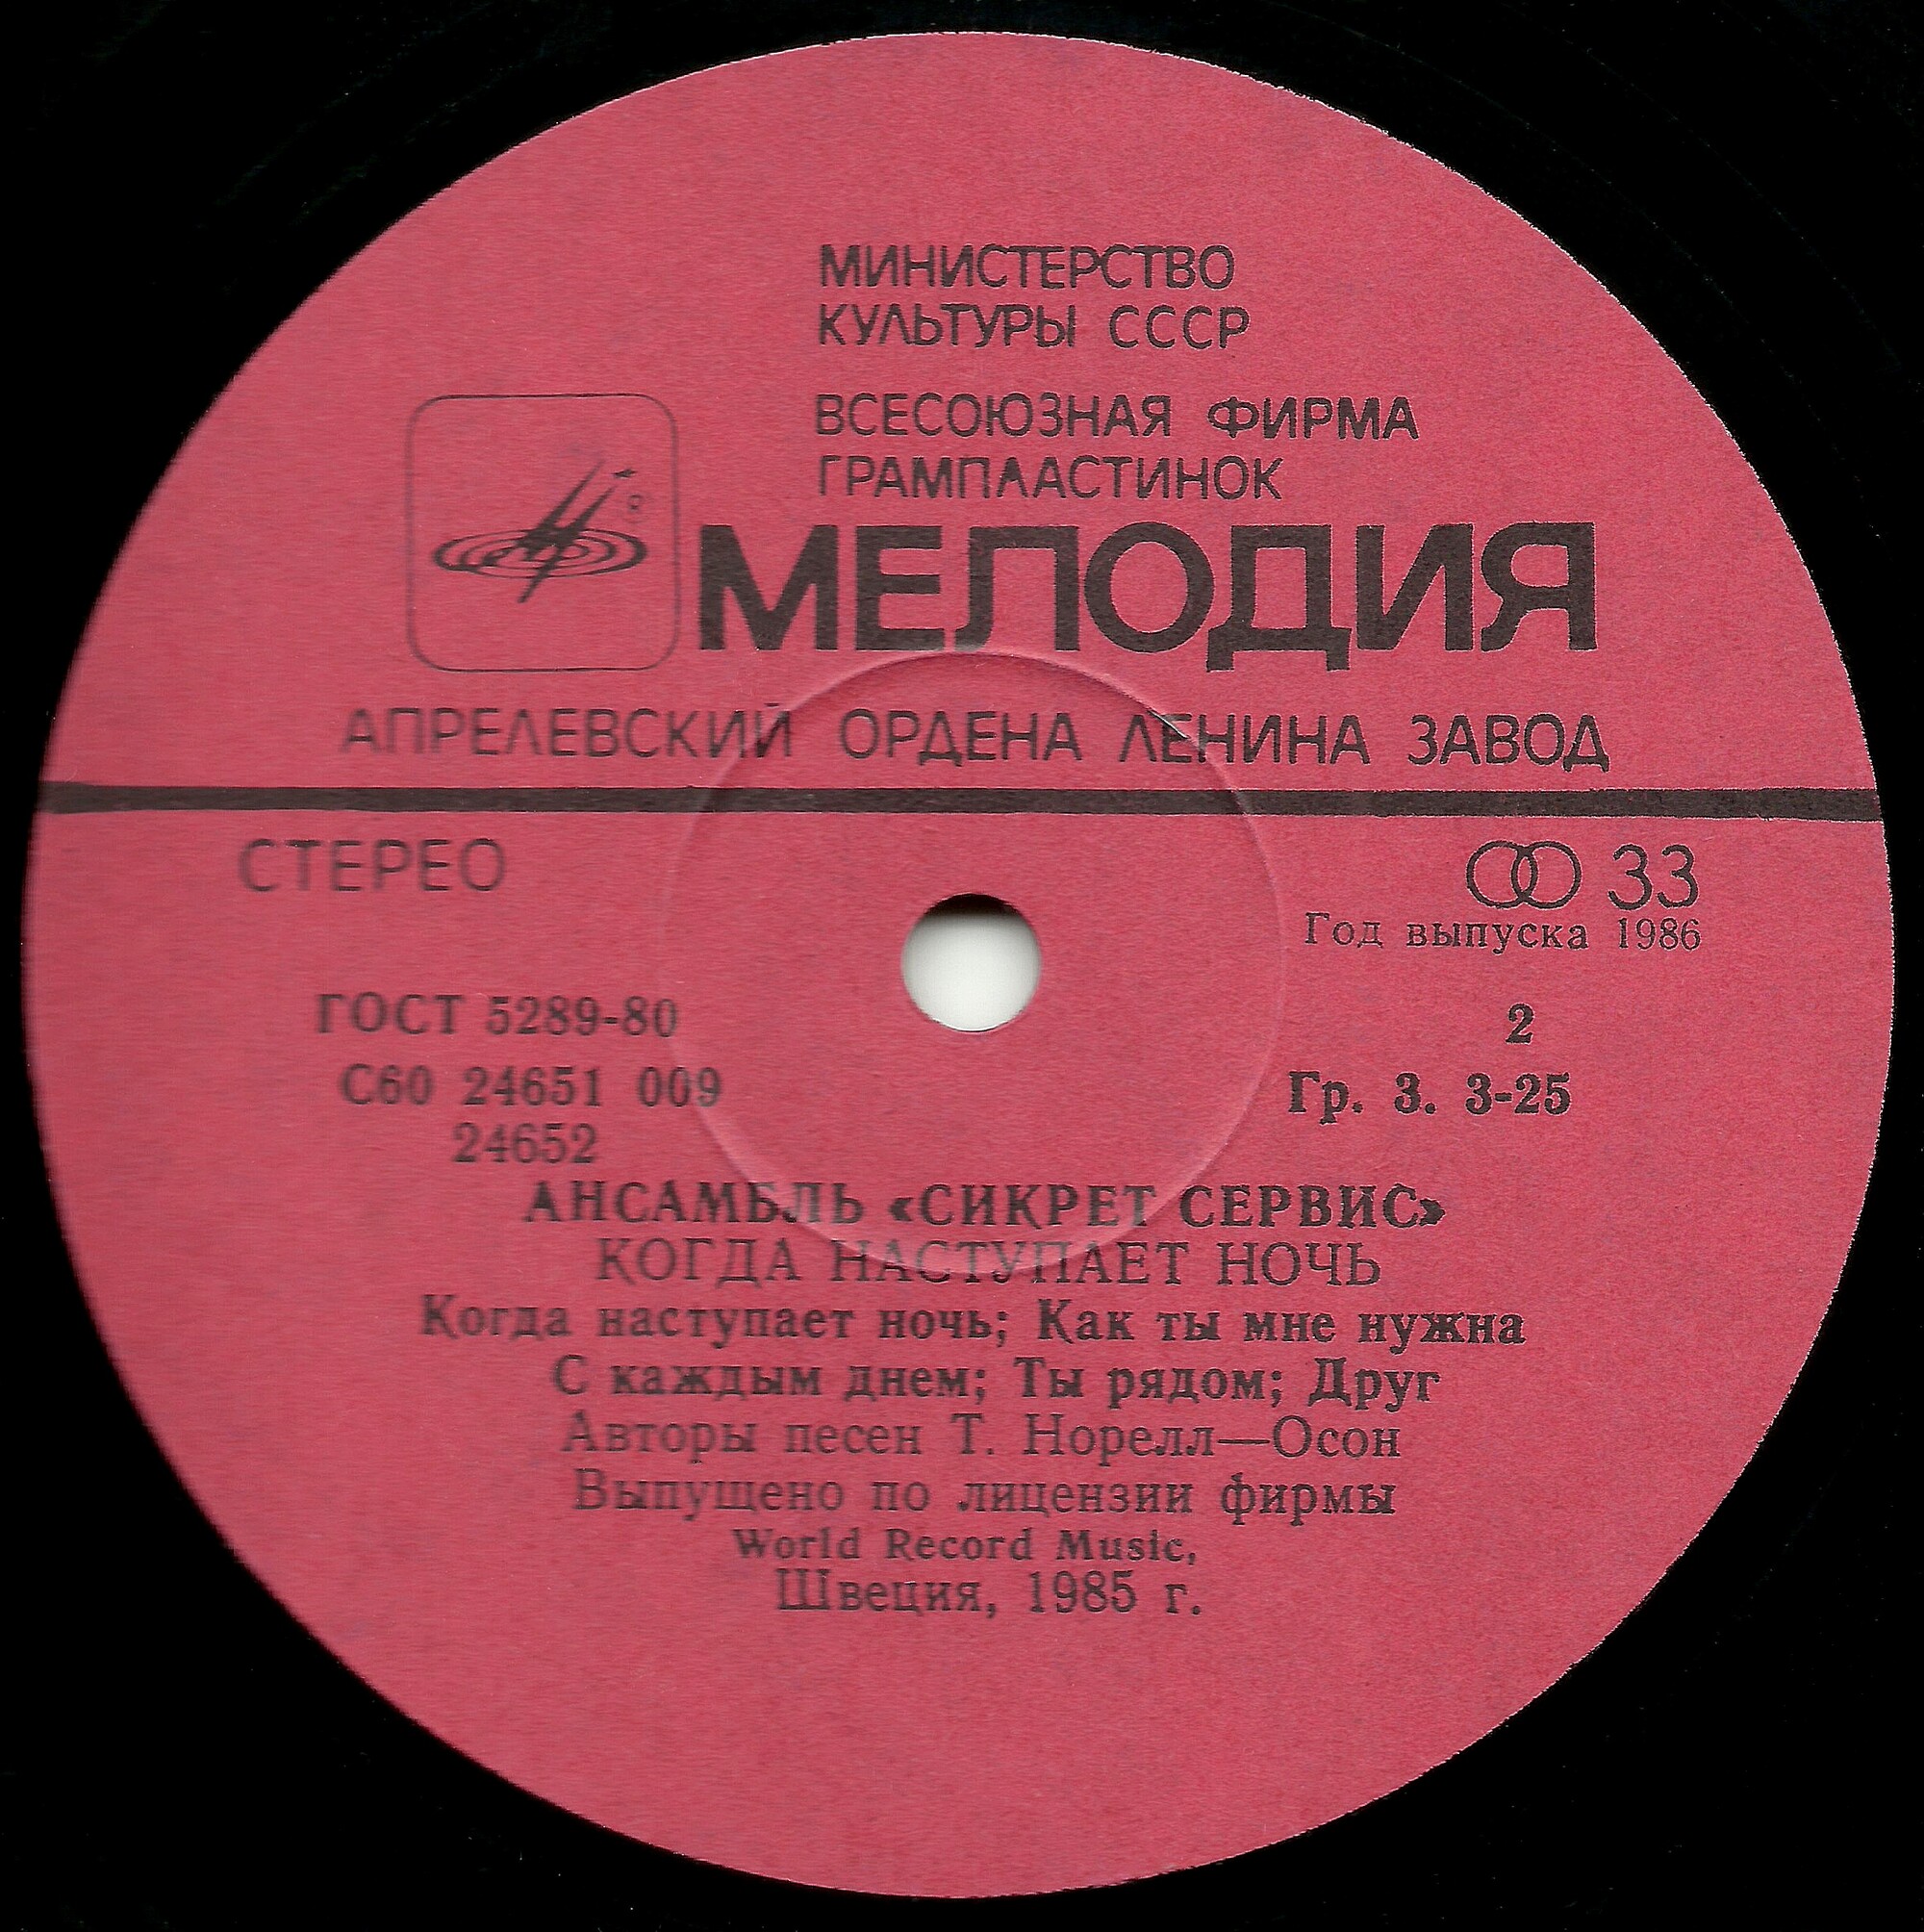 МИНИСТЕРСТВО
КУЛЬТУРЫ СССР
ВСЕСОЮЗНАЯ ФИРМА
ГРАМПЛАСТИНОК
®
МЕЛОДИЯ
АПРЕЛЕВСКИЙ ОРДЕНА ЛЕНИНА ЗАВОД
СТЕРЕО
33
Год выпуска 1986
ГОСТ 5289-80
2
С60 24651 009
Гр. 3. 3-25
24652
АНСАМБЛЬ «СИКРЕТ СЕРВИС»
КОГДА НАСТУПАЕТ НОЧЬ
Когда наступает ночь; Как ты мне нужна
С каждым днем; Ты рядом; Друг
Авторы песен Т. Норелл—Осон
Выпущено по лицензии фирмы
World Record Music,
Швеция, 1985 г.